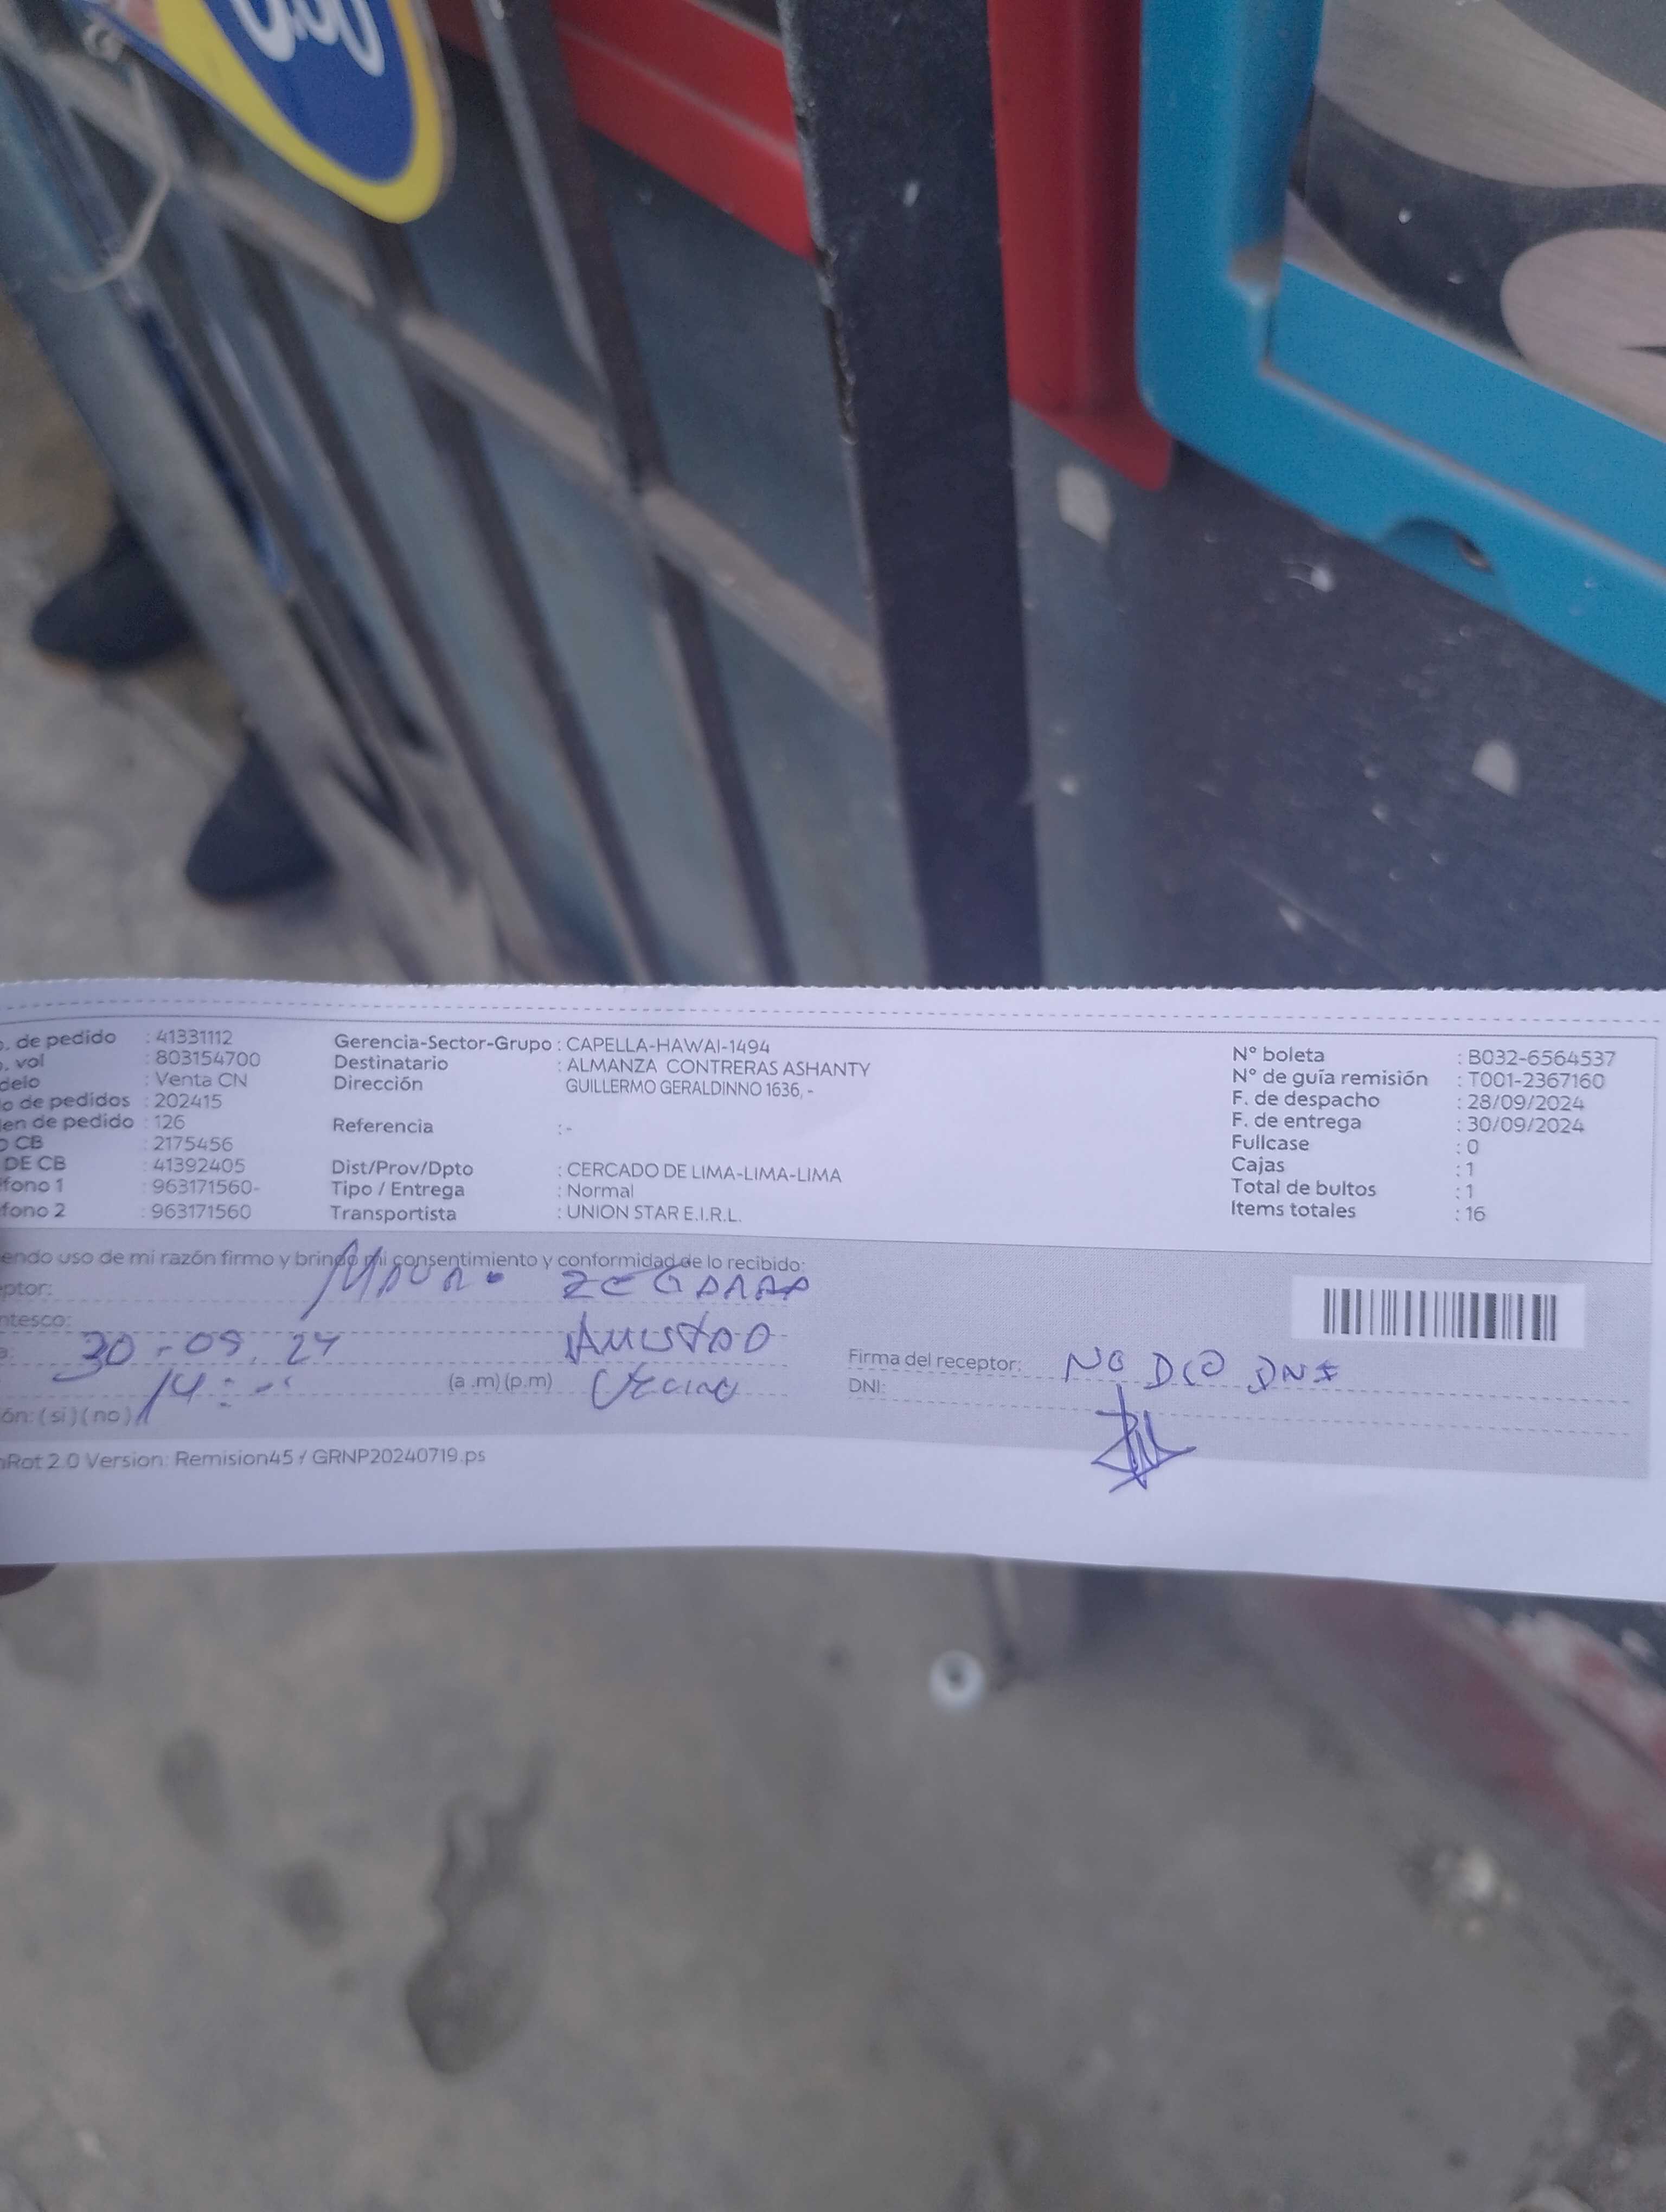 o. de pedido : 41331112
o. vol : 803154700
delo : Venta CN
o de pedidos : 202415
en de pedido : 126
o CB : 2175456
DE CB : 41392405
fono 1 : 963171560-
fono 2 : 963171560
Gerencia-Sector-Grupo : CAPELLA-HAWAI-1494
Destinatario : ALMANZA CONTRERAS ASHANTY
Dirección GUILLERMO GERALDINNO 1636, -
Referencia : -
Dist/Prov/Dpto : CERCADO DE LIMA-LIMA-LIMA
Tipo / Entrega : Normal
Transportista : UNION STAR E.I.R.L.
N° boleta : B032-6564537
N° de guía remisión : T001-2367160
F. de despacho : 28/09/2024
F. de entrega : 30/09/2024
Fullcase : 0
Cajas : 1
Total de bultos : 1
Items totales : 16
endo uso de mi razón firmo y brindo mi consentimiento y conformidad de lo recibido:
ptor: ZEGARRA
ntesco: AMISTAD
30-09.24
14: (a.m) (p.m) Vecino
ón: (si) (no)
Firma del receptor: NO DIO DNI
DNI:
Rot 2.0 Version: Remision45 / GRNP20240719.ps